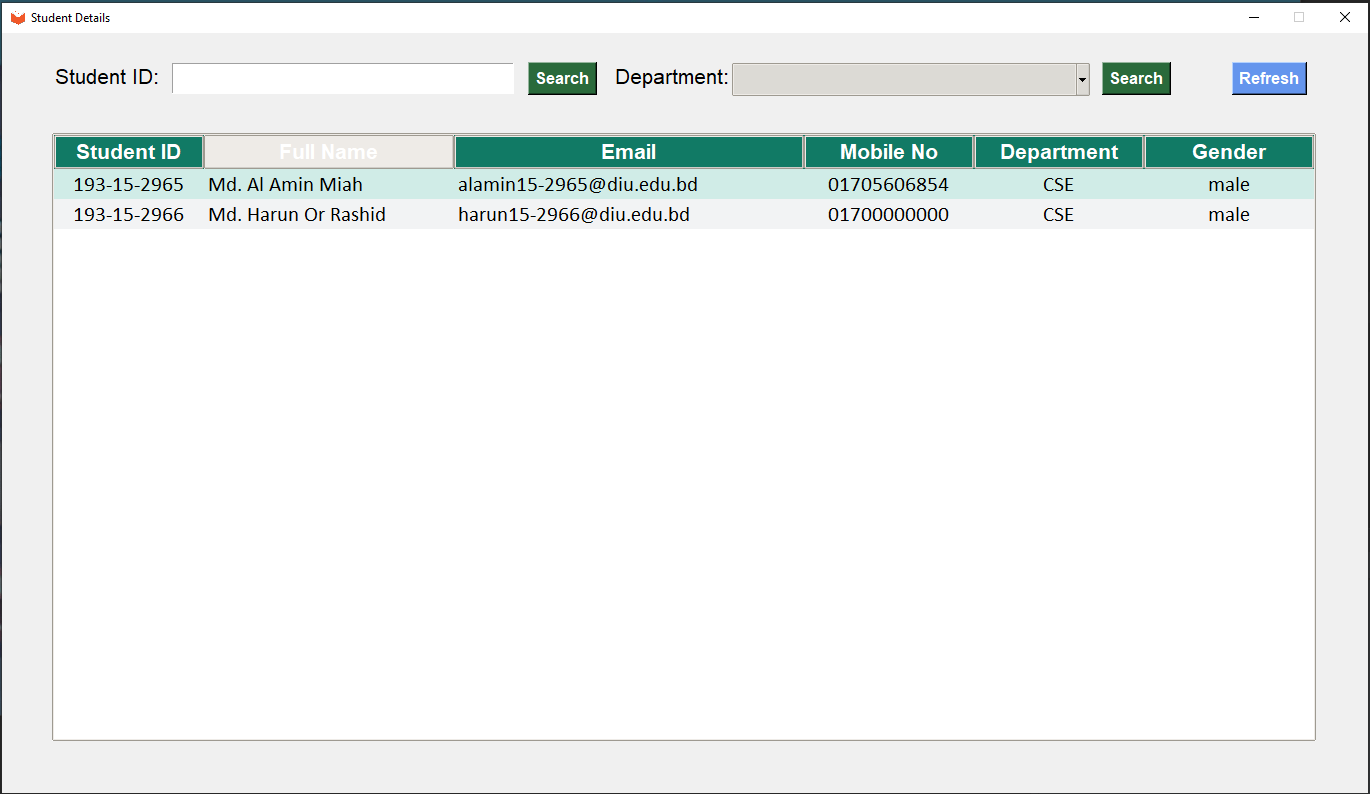 Student Details
Student ID: Search Department: Search Refresh
Student ID Full Name Email Mobile No Department Gender
193-15-2965 Md. Al Amin Miah alamin15-2965@diu.edu.bd 01705606854 CSE male
193-15-2966 Md. Harun Or Rashid harun15-2966@diu.edu.bd 01700000000 CSE male